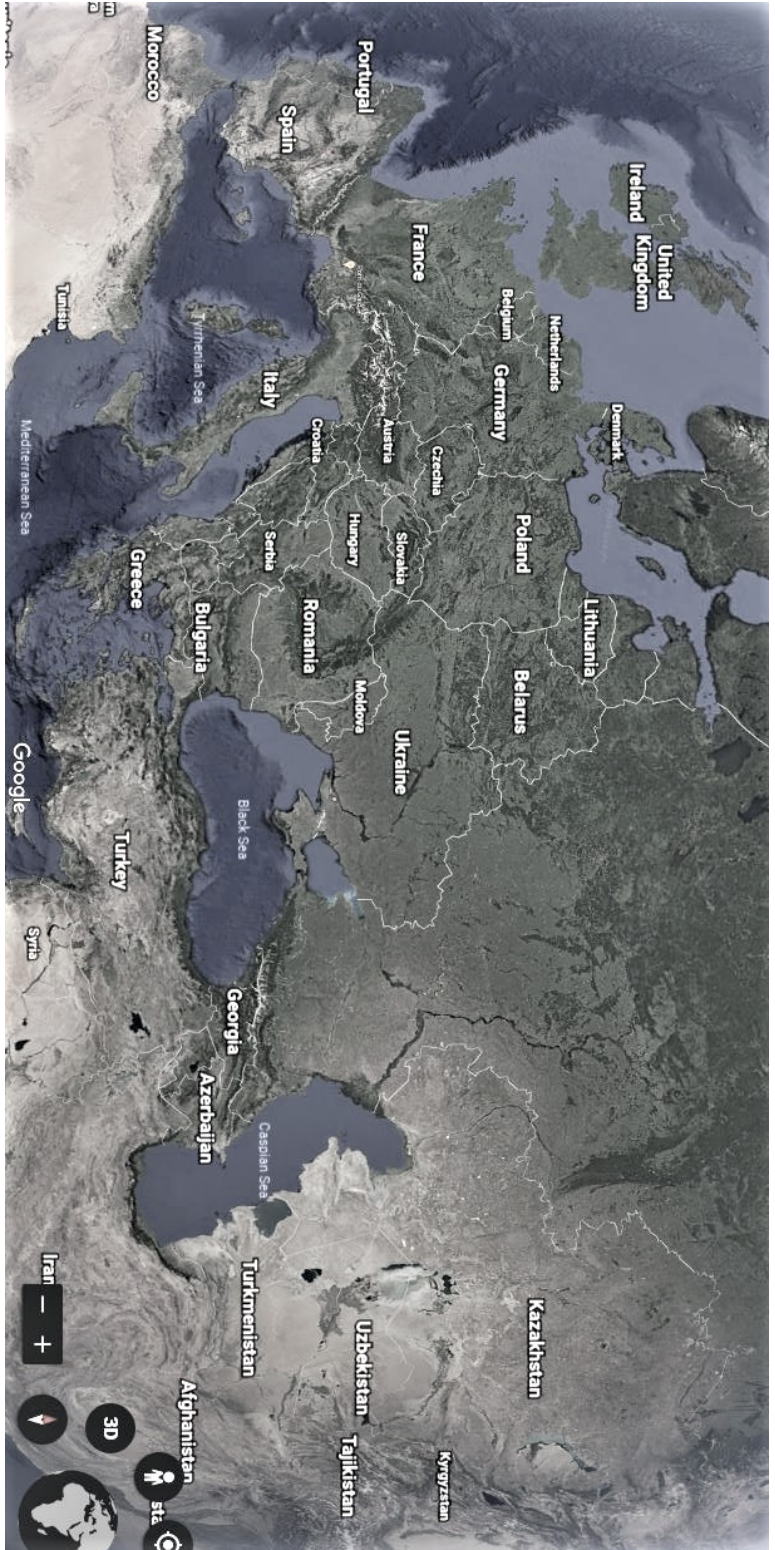 Ireland
United
Kingdom
Denmark
Netherlands
Belgium
Germany
Poland
Lithuania
Belarus
Portugal
Spain
France
Czechia
Austria
Slovakia
Hungary
Croatia
Serbia
Romania
Moldova
Ukraine
Italy
Tyrrhenian Sea
Bulgaria
Greece
Black Sea
Turkey
Georgia
Azerbaijan
Caspian Sea
Kazakhstan
Uzbekistan
Turkmenistan
Kyrgyzstan
Tajikistan
Afghanistan
Morocco
Tunisia
Mediterranean Sea
Google
Syria
Iran
3D
- +